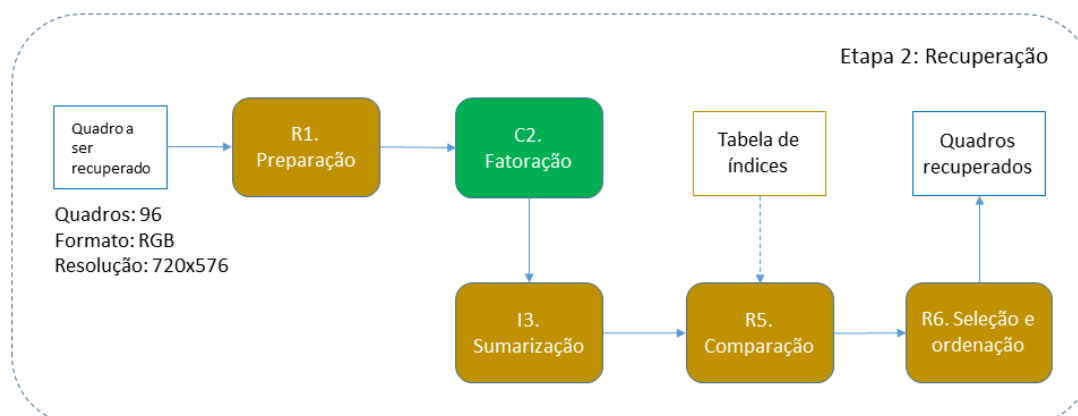 Etapa 2: Recuperação
Quadro a
ser
recuperado
R1.
Preparação
C2.
Fatoração
Tabela de
índices
Quadros
recuperados
Quadros: 96
Formato: RGB
Resolução: 720x576
I3.
Sumarização
R5.
Comparação
R6. Seleção e
ordenação